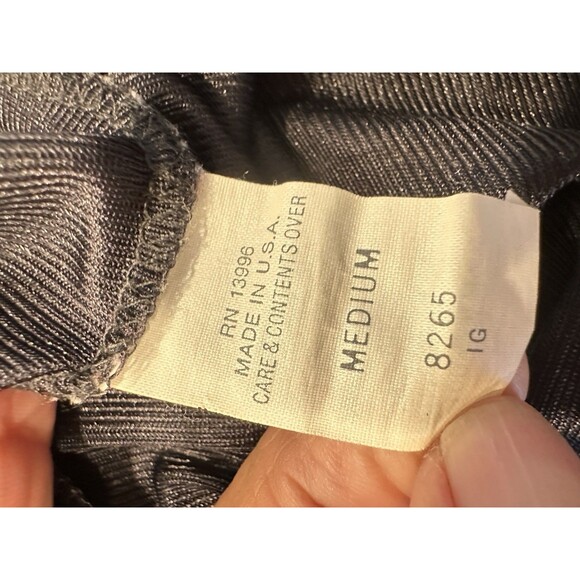 RN 13996
MADE IN U.S.A.
CARE & CONTENTS OVER
MEDIUM
8265
IG